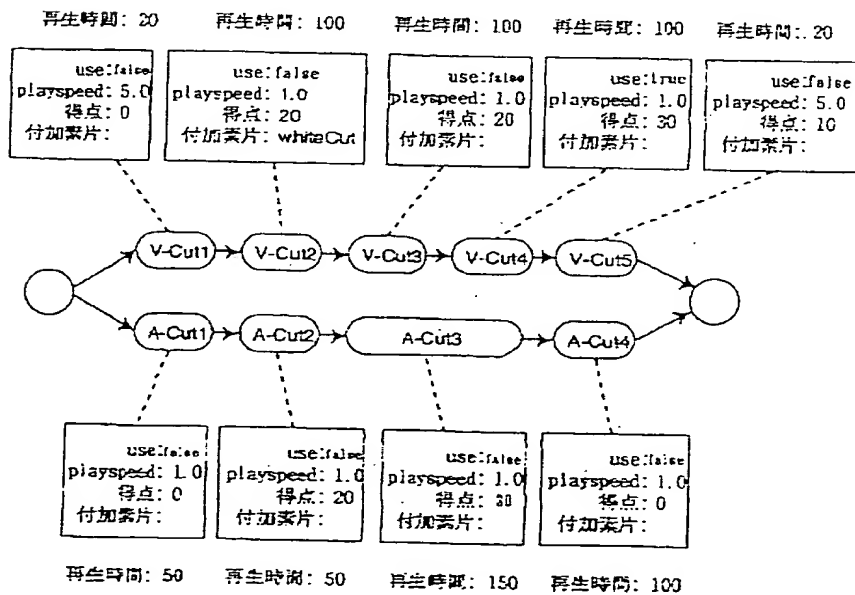 再生時間: 20
再生時間: 100
再生時間: 100
再生時間: 100
再生時間: 20
use:false
playspeed: 5.0
得点: 0
付加素片:
use:false
playspeed: 1.0
得点: 20
付加素片: whiteCut
use:false
playspeed: 1.0
得点: 20
付加素片:
use:true
playspeed: 1.0
得点: 30
付加素片:
use:false
playspeed: 5.0
得点: 10
付加素片:
V-Cut1
V-Cut2
V-Cut3
V-Cut4
V-Cut5
A-Cut1
A-Cut2
A-Cut3
A-Cut4
use:false
playspeed: 1.0
得点: 0
付加素片:
use:false
playspeed: 1.0
得点: 20
付加素片:
use:false
playspeed: 1.0
得点: 30
付加素片:
use:false
playspeed: 1.0
得点: 0
付加素片:
再生時間: 50
再生時間: 50
再生時間: 150
再生時間: 100